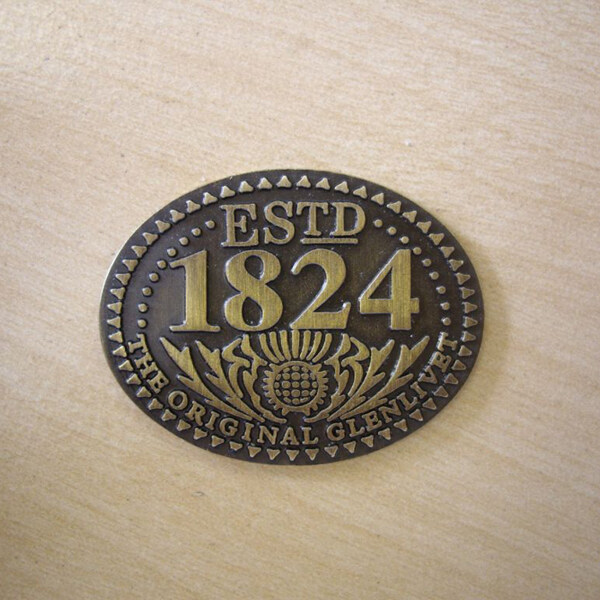 ESTD
1824
THE ORIGINAL GLENLIVET